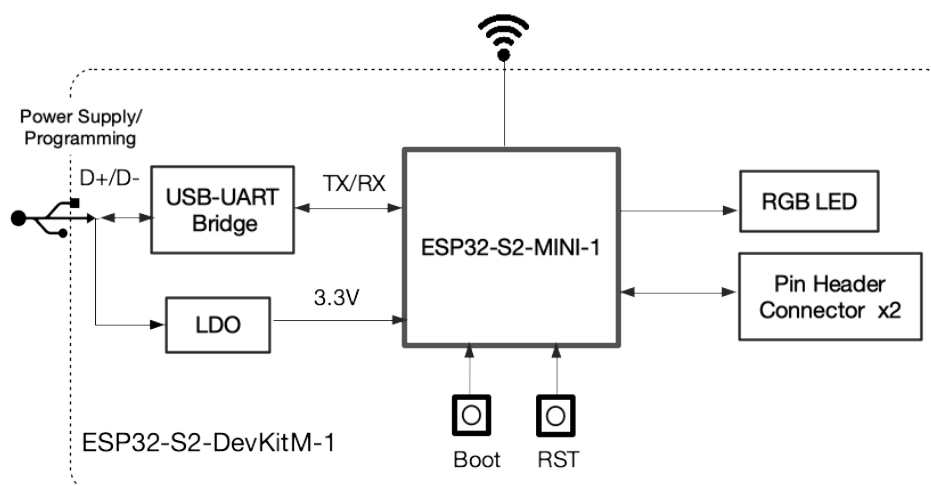 Power Supply/
Programming
D+/D-
USB-UART
Bridge
TX/RX
ESP32-S2-MINI-1
RGB LED
Pin Header
Connector x2
LDO
3.3V
Boot
RST
ESP32-S2-DevKitM-1